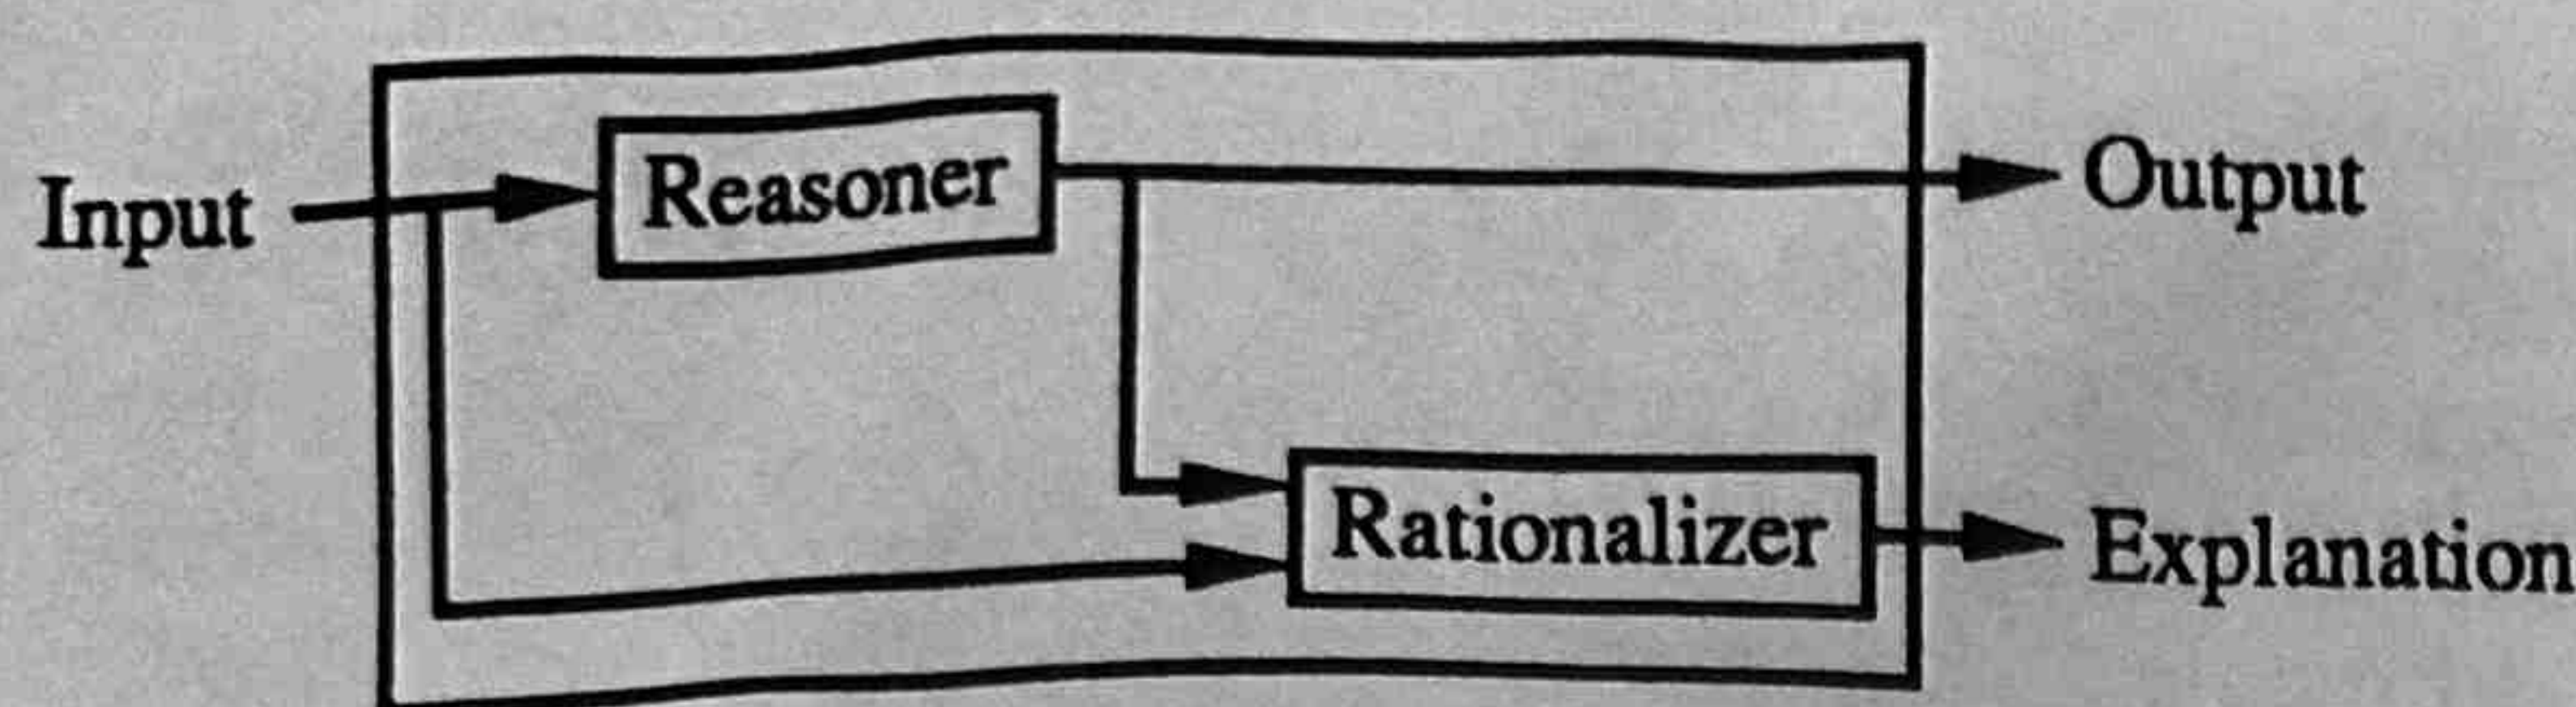 Input
Reasoner
Output
Rationalizer
Explanation